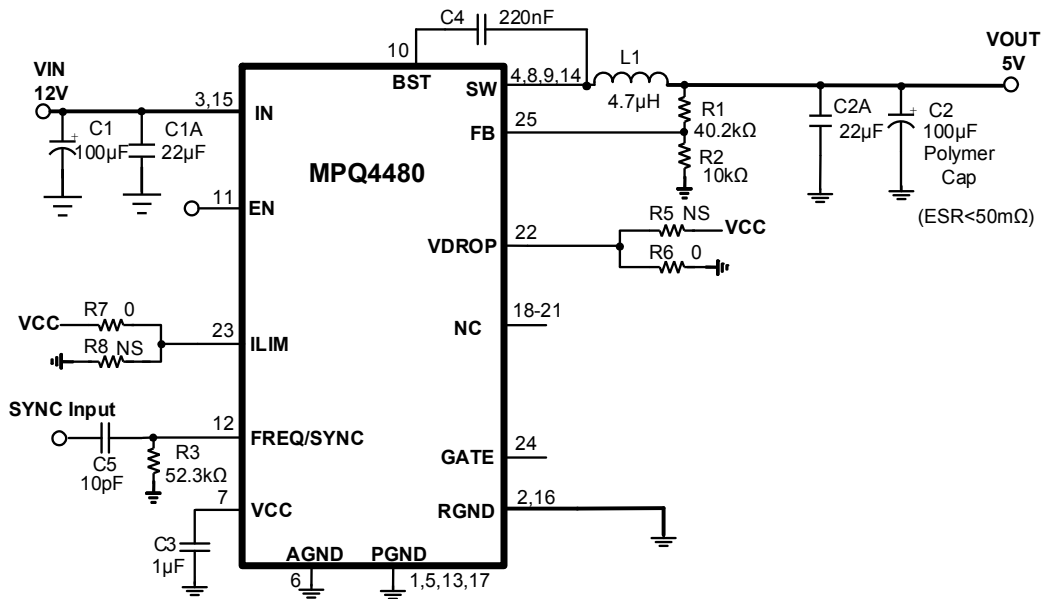 C4 220nF
10
BST
VIN
12V
3,15
IN
C1
100µF
+
C1A
22µF
11
EN
MPQ4480
4,8,9,14
SW
L1
4.7µH
VOUT
5V
25
FB
R1
40.2kΩ
R2
10kΩ
C2A
22µF
+
C2
100µF
Polymer
Cap
(ESR<50mΩ)
22
VDROP
R5 NS
VCC
R6 0
18-21
NC
R7 0
VCC
23
ILIM
R8 NS
SYNC Input
12
FREQ/SYNC
C5
10pF
R3
52.3kΩ
24
GATE
7
VCC
2,16
RGND
C3
1µF
AGND PGND
6
1,5,13,17